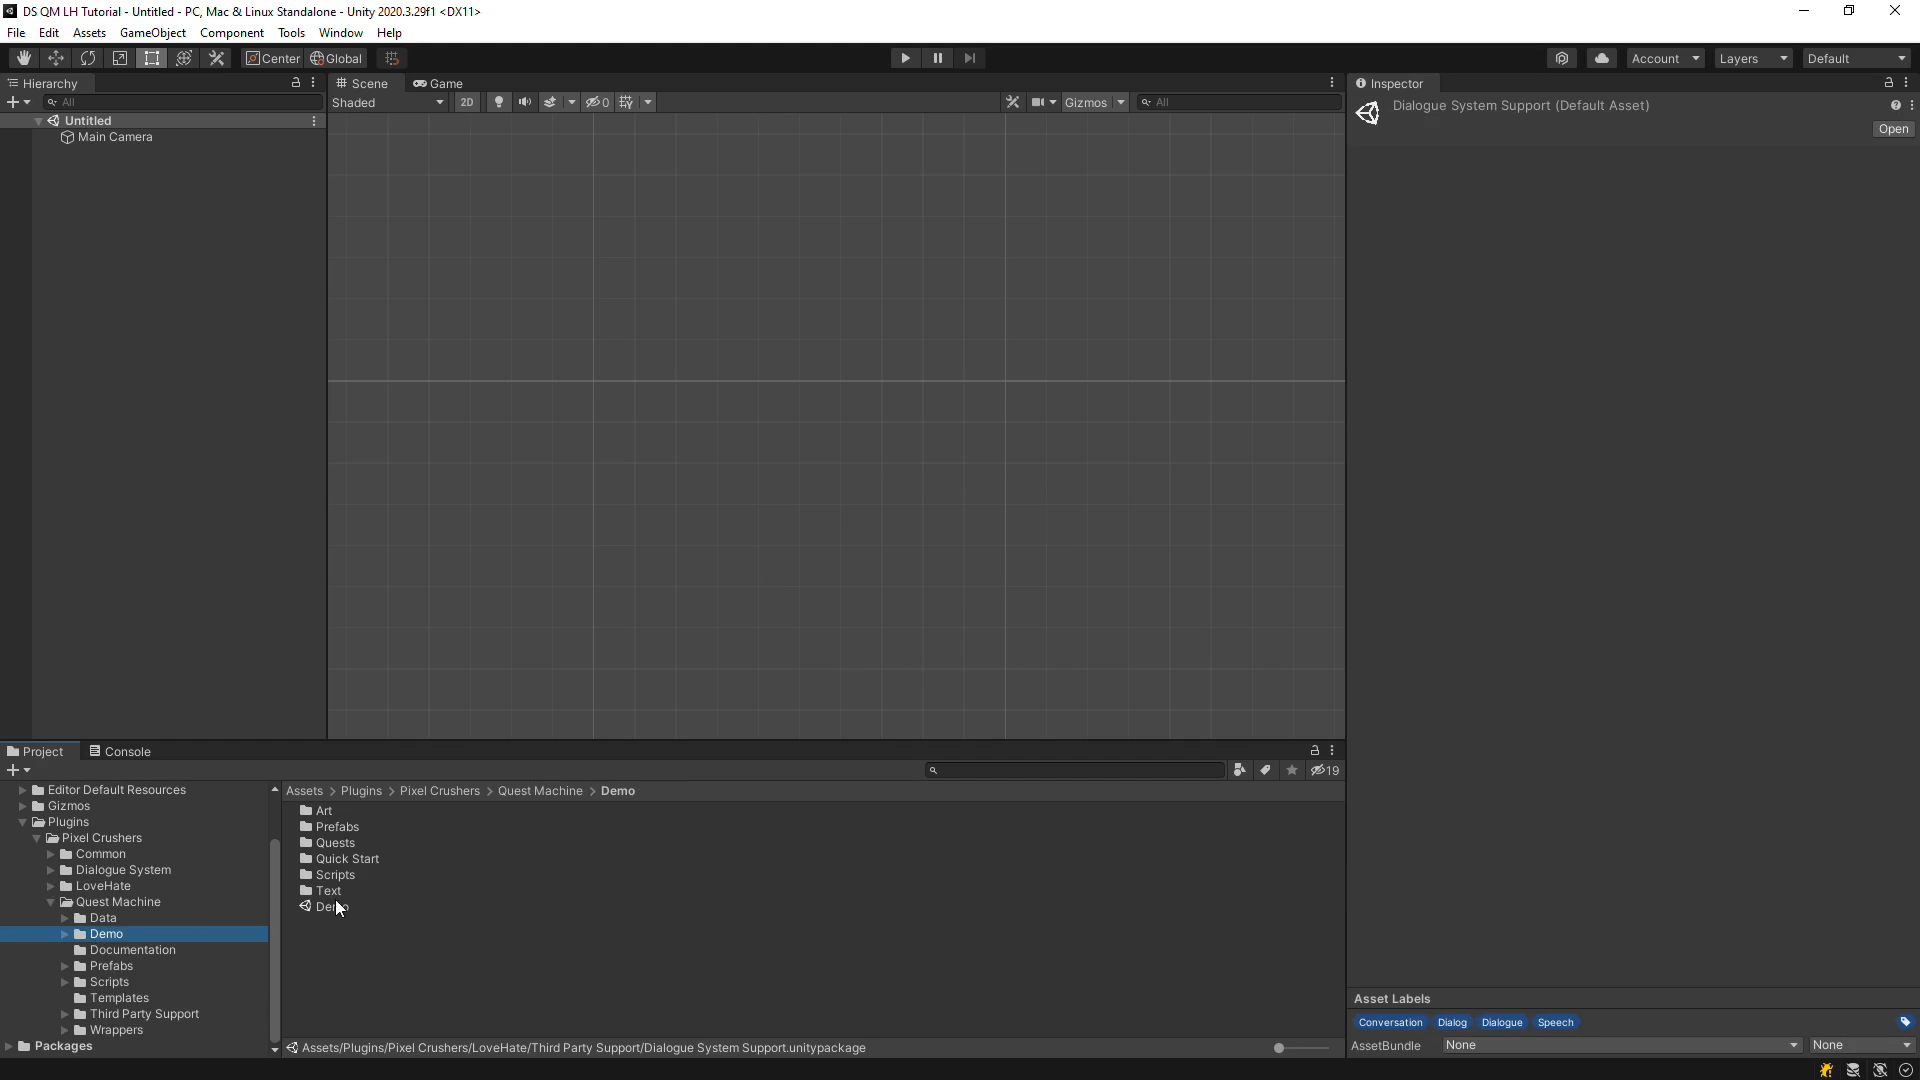 DS QM LH Tutorial - Untitled - PC, Mac & Linux Standalone - Unity 2020.3.29f1 <DX11>
File Edit Assets GameObject Component Tools Window Help
Center Global Account Layers Default
Hierarchy Scene Game Inspector
All Shaded 2D 0 Gizmos All
Dialogue System Support (Default Asset)
Open
Untitled
Main Camera
Project Console
19
Editor Default Resources
Gizmos
Plugins
Pixel Crushers
Common
Dialogue System
LoveHate
Quest Machine
Data
Demo
Documentation
Prefabs
Scripts
Templates
Third Party Support
Wrappers
Packages
Assets > Plugins > Pixel Crushers > Quest Machine > Demo
Art
Prefabs
Quests
Quick Start
Scripts
Text
Demo
Assets/Plugins/Pixel Crushers/LoveHate/Third Party Support/Dialogue System Support.unitypackage
Asset Labels
Conversation Dialog Dialogue Speech
AssetBundle None None